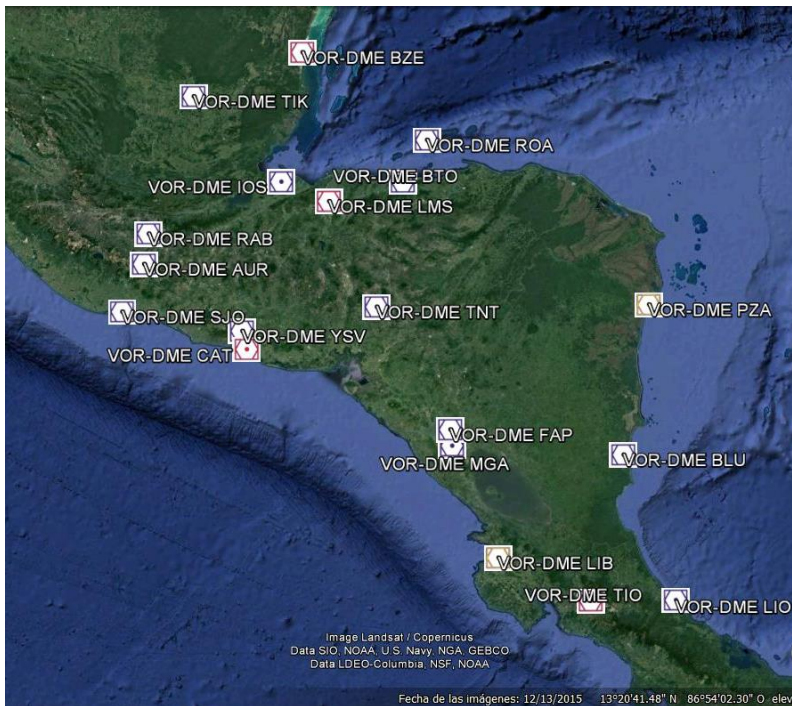 VOR-DME BZE
VOR-DME TIK
VOR-DME ROA
VOR-DME BTO
VOR-DME IOS
VOR-DME LMS
VOR-DME RAB
VOR-DME AUR
VOR-DME TNT
VOR-DME PZA
VOR-DME SJO
VOR-DME YSV
VOR-DME CAT
VOR-DME FAP
VOR-DME BLU
VOR-DME MGA
VOR-DME LIB
VOR-DME TIO
VOR-DME LIO
Image Landsat / Copernicus
Data SIO, NOAA, U.S. Navy, NGA, GEBCO
Data LDEO-Columbia, NSF, NOAA
Fecha de las imágenes: 12/13/2015 13°20'41.48" N 86°54'02.30" O elev